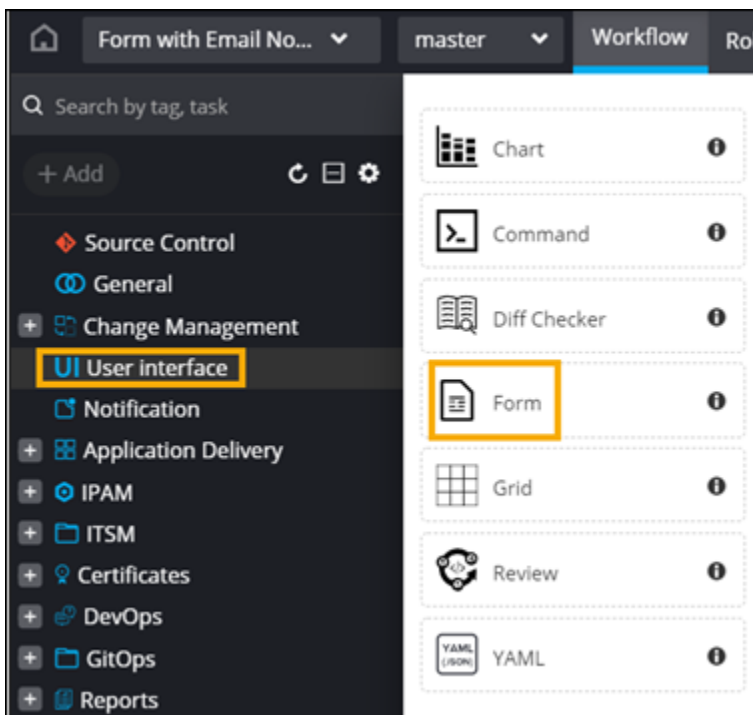 Form with Email No... master Workflow Ro
Search by tag, task
+ Add
Source Control
General
Change Management
UI User interface
Notification
Application Delivery
IPAM
ITSM
Certificates
DevOps
GitOps
Reports
Chart
Command
Diff Checker
Form
Grid
Review
YAML (/JSON) YAML